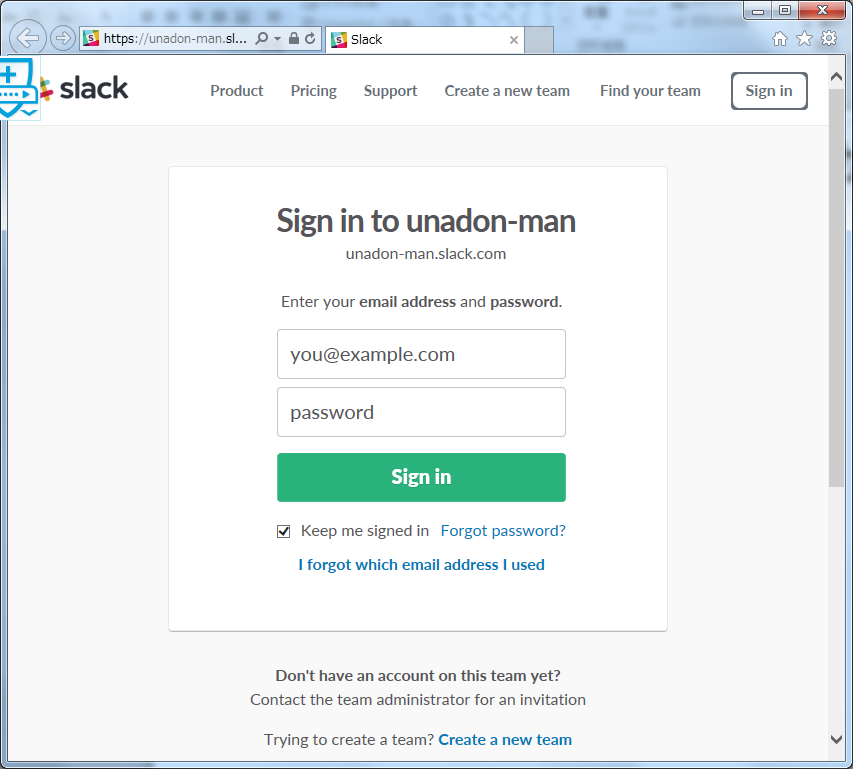 https://unadon-man.sl...
Slack
slack
Product
Pricing
Support
Create a new team
Find your team
Sign in
Sign in to unadon-man
unadon-man.slack.com
Enter your email address and password.
you@example.com
password
Sign in
Keep me signed in
Forgot password?
I forgot which email address I used
Don't have an account on this team yet?
Contact the team administrator for an invitation
Trying to create a team? Create a new team